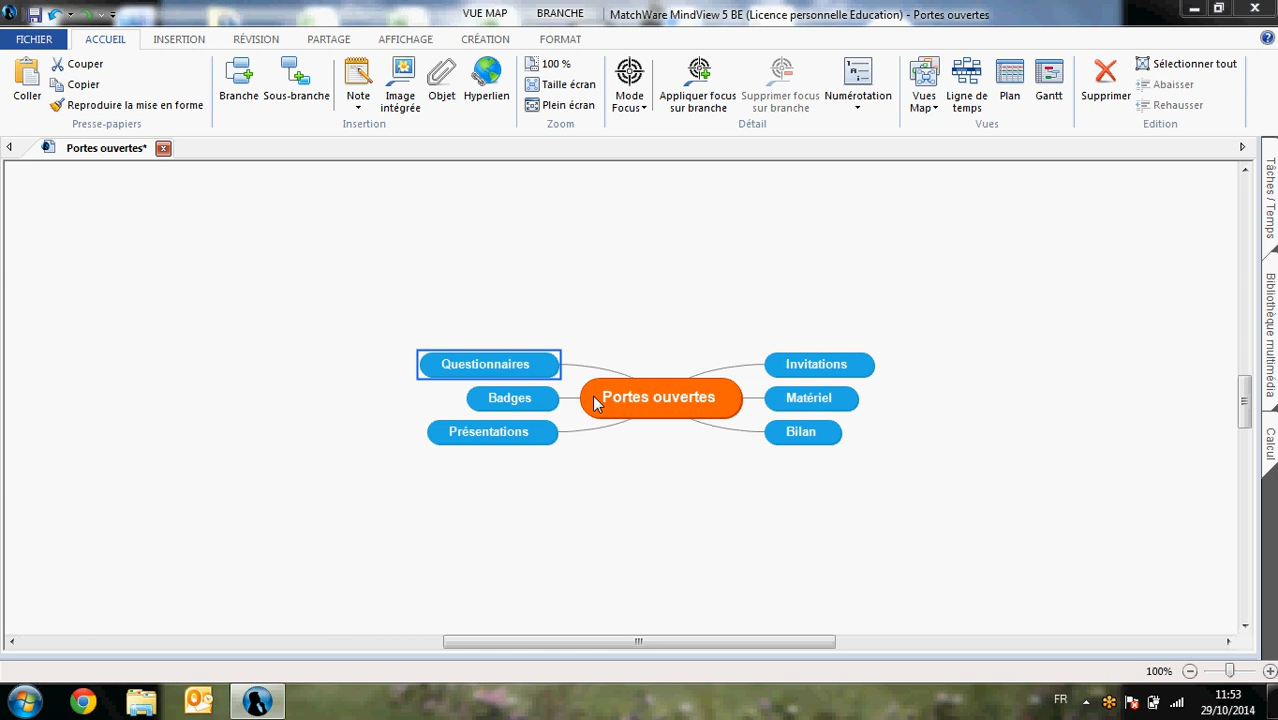 VUE MAP BRANCHE MatchWare MindView 5 BE (Licence personnelle Education) - Portes ouvertes
FICHIER ACCUEIL INSERTION RÉVISION PARTAGE AFFICHAGE CRÉATION FORMAT
Coller
Couper
Copier
Reproduire la mise en forme
Presse-papiers
Branche
Sous-branche
Note
Image intégrée
Objet
Hyperlien
Insertion
100 %
Taille écran
Plein écran
Zoom
Mode Focus
Appliquer focus sur branche
Supprimer focus sur branche
Numérotation
Détail
Vues Map
Ligne de temps
Plan
Gantt
Vues
Supprimer
Sélectionner tout
Abaisser
Rehausser
Edition
Portes ouvertes*
Questionnaires
Badges
Présentations
Portes ouvertes
Invitations
Matériel
Bilan
Tâches / Temps
Bibliothèque multimédia
Calcul
100%
FR
11:53
29/10/2014